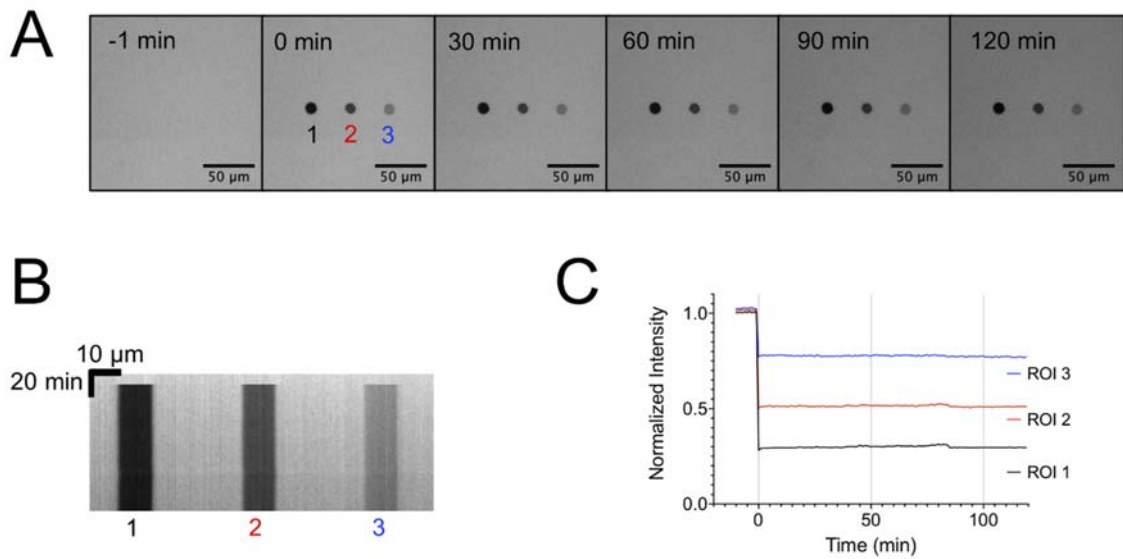 A
-1 min
0 min
30 min
60 min
90 min
120 min
1 2 3
50 µm
50 µm
50 µm
50 µm
50 µm
50 µm
B
10 µm
20 min
1 2 3
C
Normalized Intensity
1.0
0.5
0.0
ROI 3
ROI 2
ROI 1
0 50 100
Time (min)